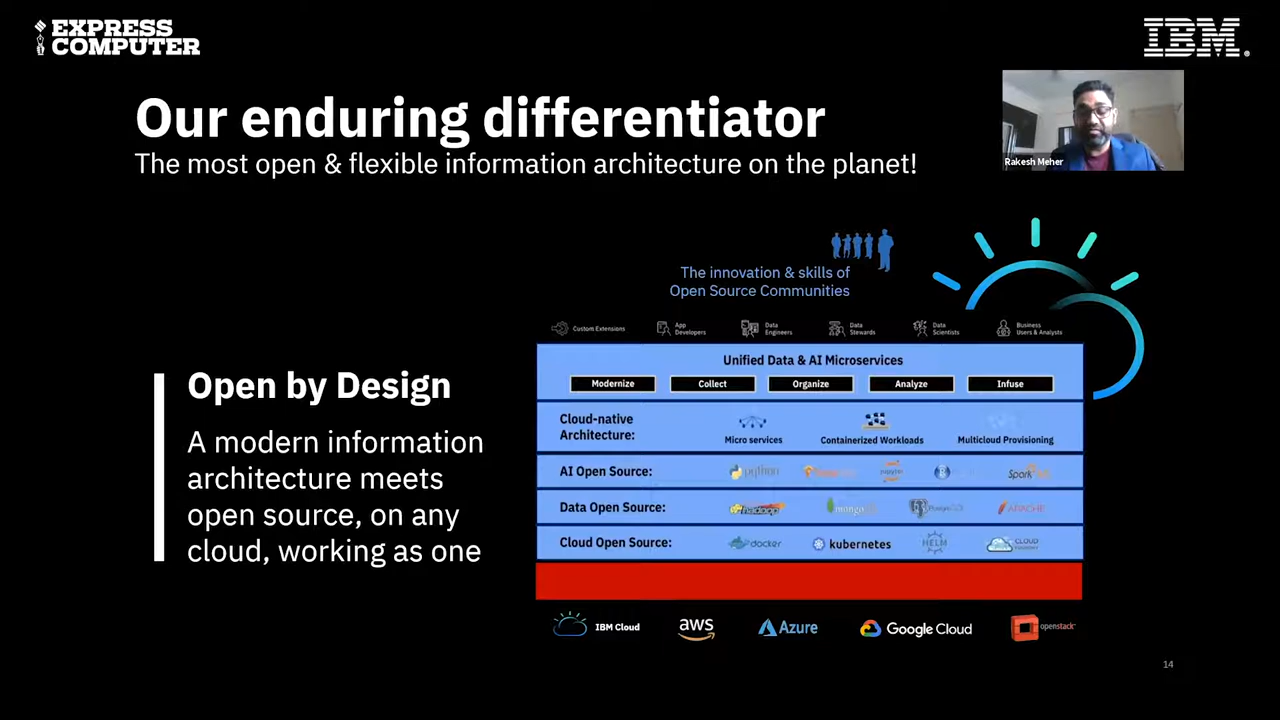 EXPRESS
COMPUTER
IBM
Our enduring differentiator
The most open & flexible information architecture on the planet!
Rakesh Meher
The innovation & skills of
Open Source Communities
Custom Extensions
App
Developers
Data
Engineers
Data
Stewards
Data
Scientists
Business
Users & Analysts
Unified Data & AI Microservices
Modernize Collect Organize Analyze Infuse
Open by Design
A modern information
architecture meets
open source, on any
cloud, working as one
Cloud-native
Architecture:
Micro services Containerized Workloads Multicloud Provisioning
AI Open Source: python jupyter Spark
Data Open Source: hadoop mongo PostgreSQL APACHE
Cloud Open Source: docker kubernetes HELM CLOUD
IBM Cloud aws Azure Google Cloud openstack
14